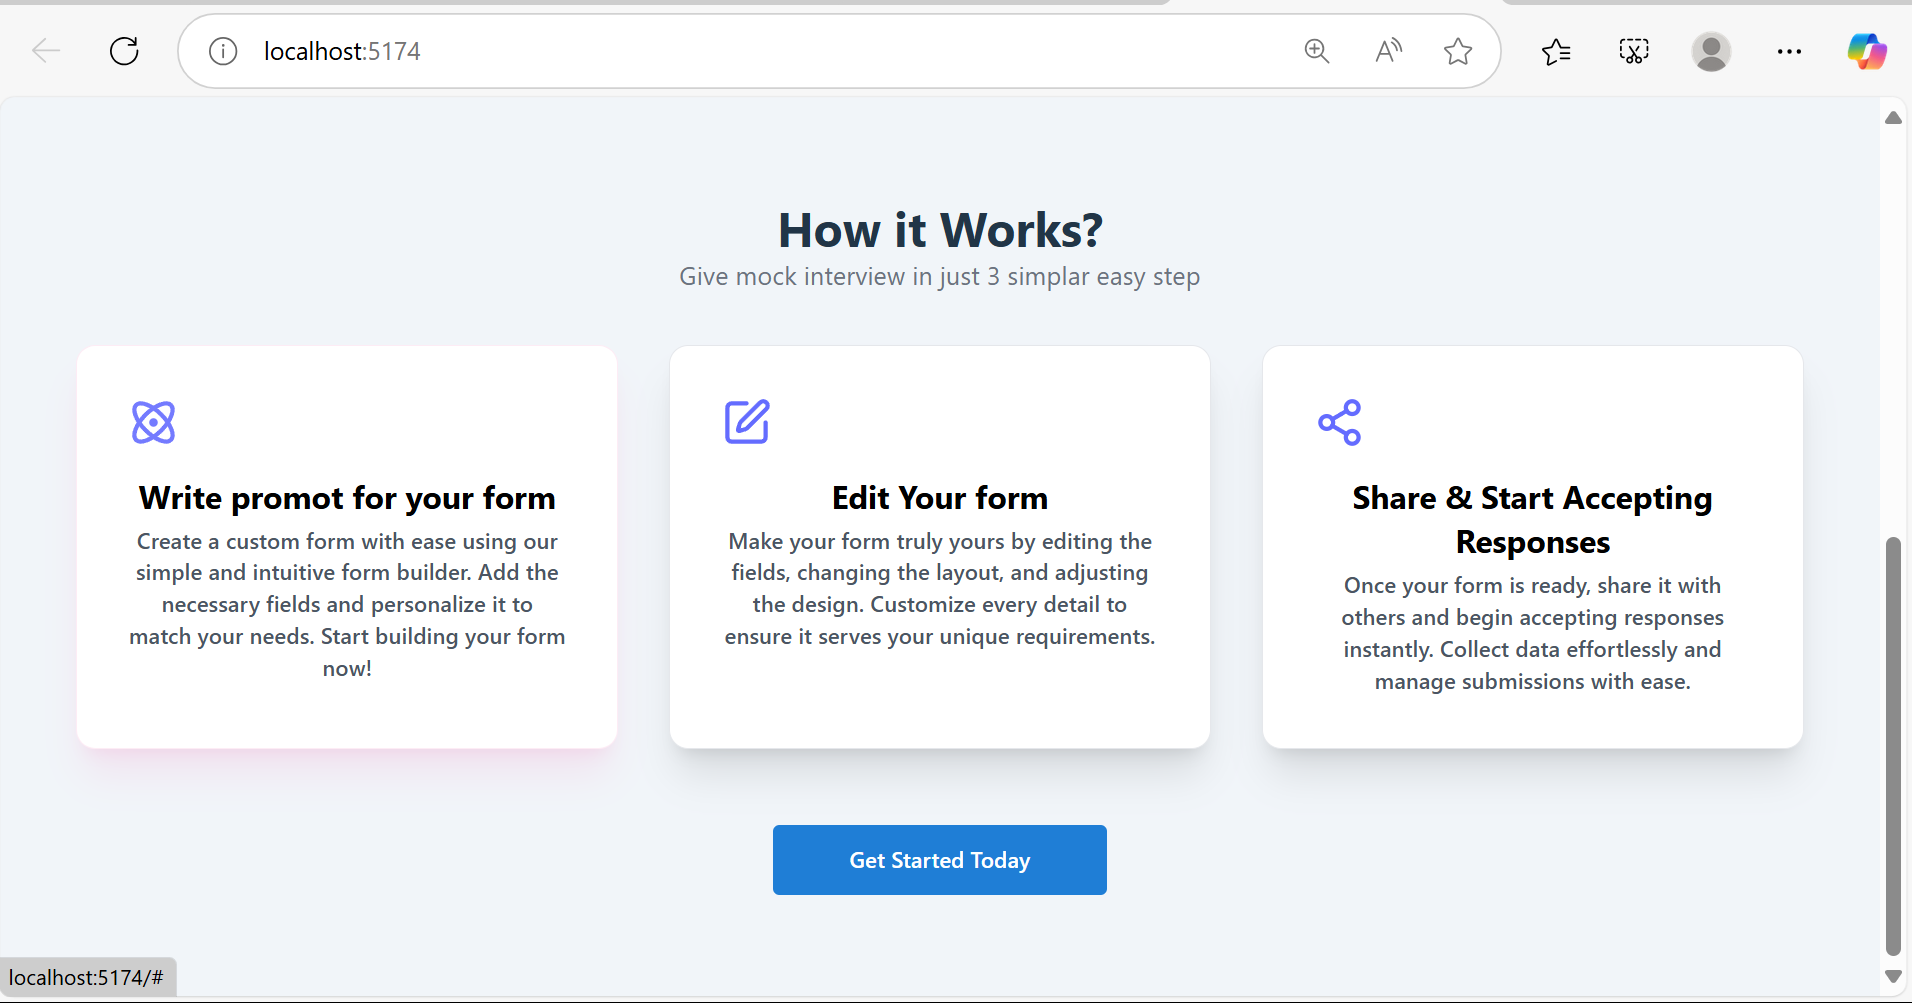 localhost:5174
How it Works?
Give mock interview in just 3 simplar easy step
Write promot for your form
Create a custom form with ease using our
simple and intuitive form builder. Add the
necessary fields and personalize it to
match your needs. Start building your form
now!
Edit Your form
Make your form truly yours by editing the
fields, changing the layout, and adjusting
the design. Customize every detail to
ensure it serves your unique requirements.
Share & Start Accepting
Responses
Once your form is ready, share it with
others and begin accepting responses
instantly. Collect data effortlessly and
manage submissions with ease.
Get Started Today
localhost:5174/#